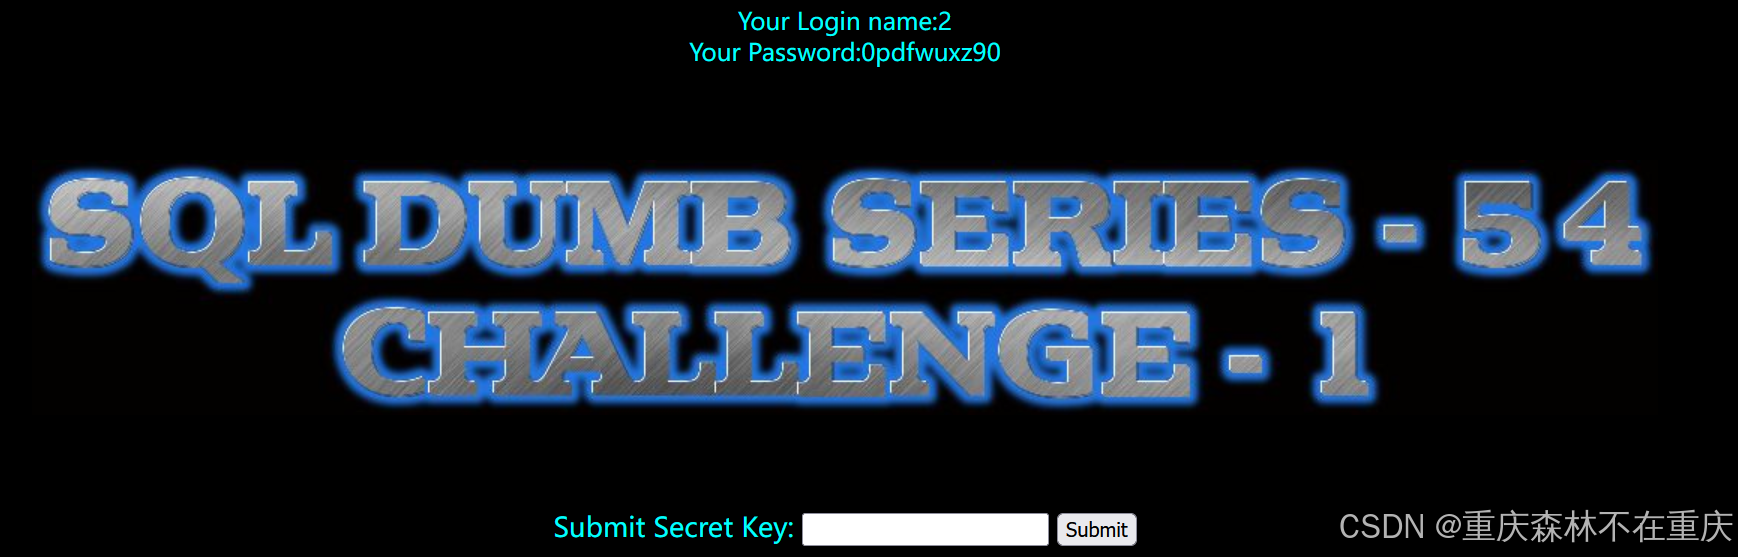 Your Login name:2
Your Password:0pdfwuxz90
SQL DUMB SERIES - 54
CHALLENGE - 1
Submit Secret Key: Submit
CSDN @重庆森林不在重庆